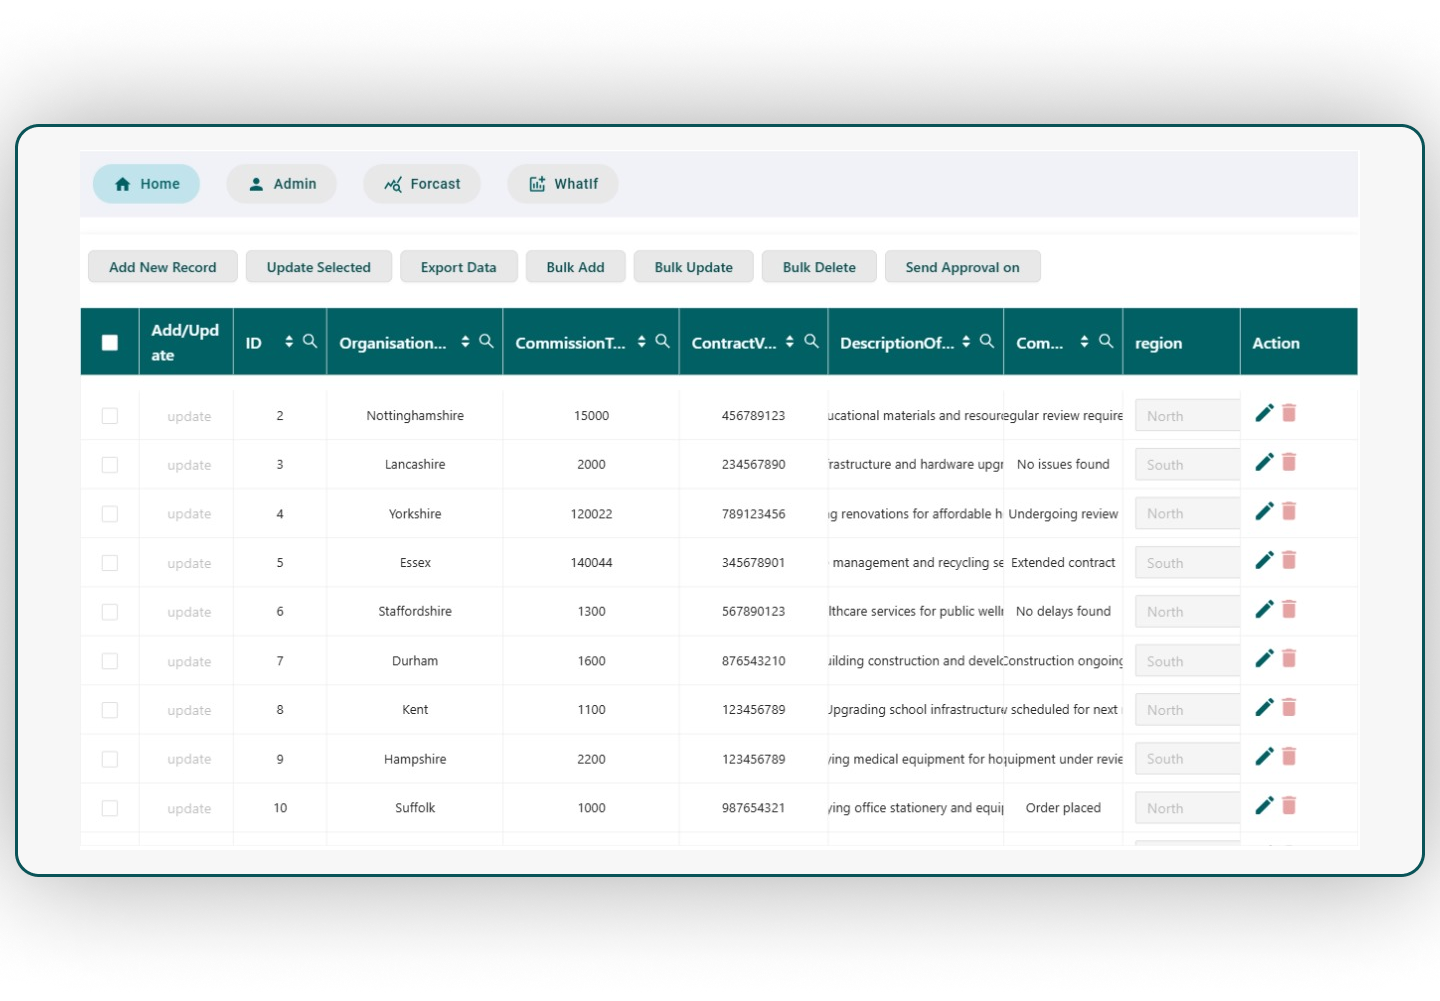 Home Admin Forcast WhatIf
Add New Record Update Selected Export Data Bulk Add Bulk Update Bulk Delete Send Approval on
Add/Upd
ate
ID Organisation... CommissionT... ContractV... DescriptionOf... Com... region Action
update 2 Nottinghamshire 15000 456789123 ucational materials and resour egular review require North
update 3 Lancashire 2000 234567890 rastructure and hardware upgr No issues found South
update 4 Yorkshire 120022 789123456 g renovations for affordable h Undergoing review North
update 5 Essex 140044 345678901 management and recycling se Extended contract South
update 6 Staffordshire 1300 567890123 lthcare services for public well No delays found North
update 7 Durham 1600 876543210 uilding construction and devel Construction ongoing South
update 8 Kent 1100 123456789 Upgrading school infrastructur scheduled for next North
update 9 Hampshire 2200 123456789 ying medical equipment for ho quipment under revie South
update 10 Suffolk 1000 987654321 ying office stationery and equi Order placed North